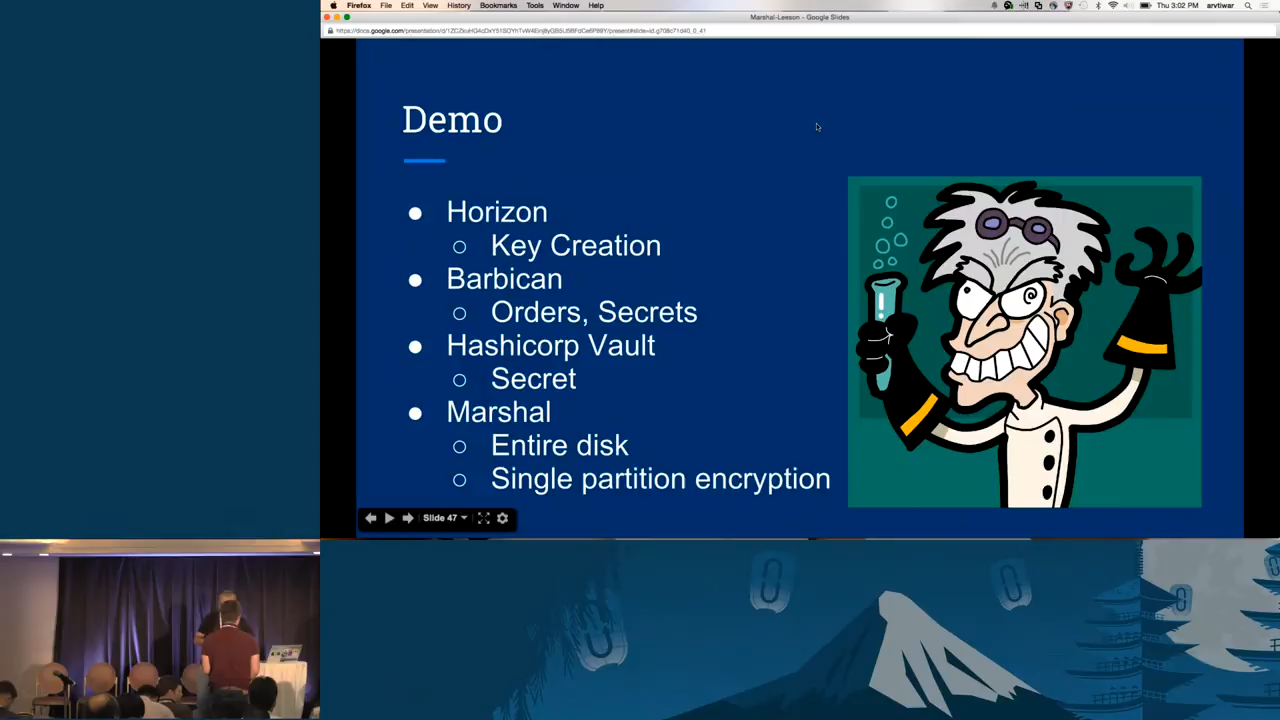 Firefox File Edit View History Bookmarks Tools Window Help
Thu 3:02 PM arvtiwar
Marshal-Leeson - Google Slides
Demo
● Horizon
○ Key Creation
● Barbican
○ Orders, Secrets
● Hashicorp Vault
○ Secret
● Marshal
○ Entire disk
○ Single partition encryption
Slide 47